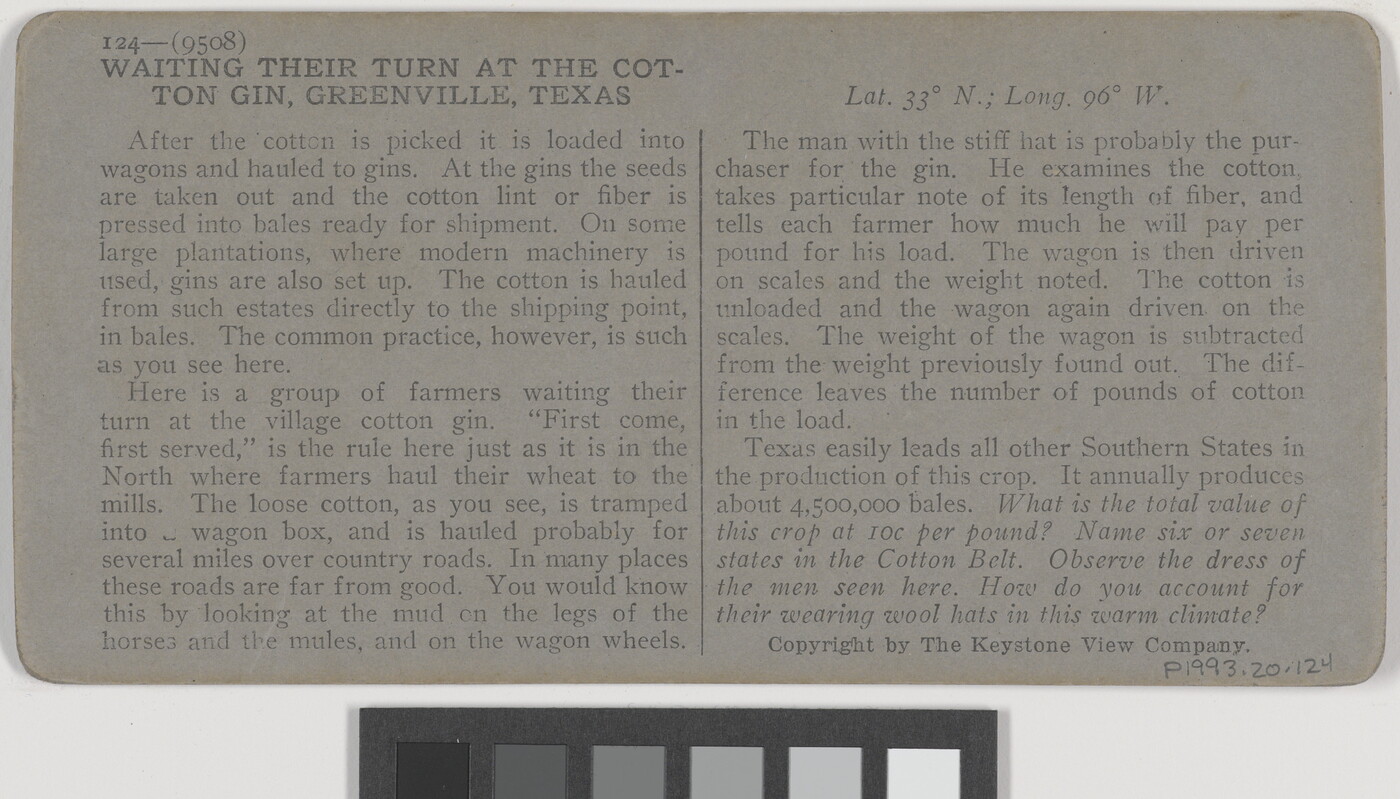 124—(9508)
WAITING THEIR TURN AT THE COT-
TON GIN, GREENVILLE, TEXAS
After the cotton is picked it is loaded into
wagons and hauled to gins. At the gins the seeds
are taken out and the cotton lint or fiber is
pressed into bales ready for shipment. On some
large plantations, where modern machinery is
used, gins are also set up. The cotton is hauled
from such estates directly to the shipping point,
in bales. The common practice, however, is such
as you see here.
Here is a group of farmers waiting their
turn at the village cotton gin. “First come,
first served,” is the rule here just as it is in the
North where farmers haul their wheat to the
mills. The loose cotton, as you see, is tramped
into wagon box, and is hauled probably for
several miles over country roads. In many places
these roads are far from good. You would know
this by looking at the mud on the legs of the
horses and the mules, and on the wagon wheels.
Lat. 33° N.; Long. 96° W.
The man with the stiff hat is probably the pur-
chaser for the gin. He examines the cotton,
takes particular note of its length of fiber, and
tells each farmer how much he will pay per
pound for his load. The wagon is then driven
on scales and the weight noted. The cotton is
unloaded and the wagon again driven on the
scales. The weight of the wagon is subtracted
from the weight previously found out. The dif-
ference leaves the number of pounds of cotton
in the load.
Texas easily leads all other Southern States in
the production of this crop. It annually produces
about 4,500,000 bales. What is the total value of
this crop at 10c per pound? Name six or seven
states in the Cotton Belt. Observe the dress of
the men seen here. How do you account for
their wearing wool hats in this warm climate?
Copyright by The Keystone View Company.
P1993.20.124